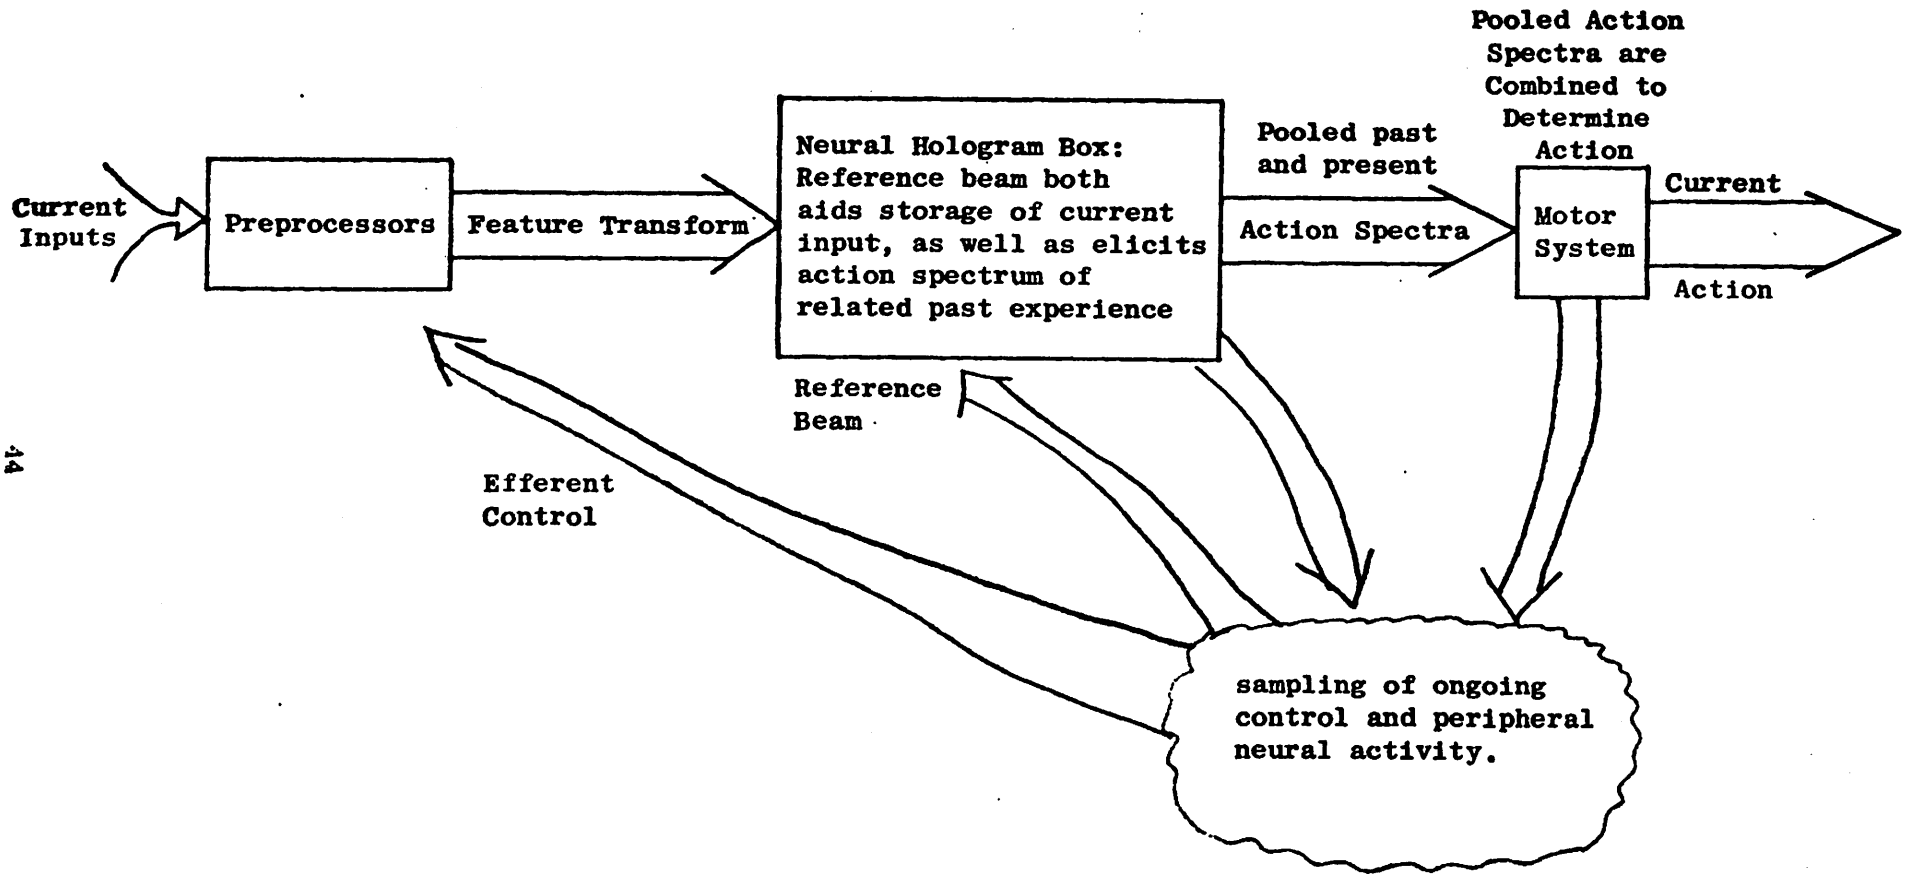 Pooled Action
Spectra are
Combined to
Determine
Action
Current
Inputs
Preprocessors
Feature Transform
Neural Hologram Box:
Reference beam both
aids storage of current
input, as well as elicits
action spectrum of
related past experience
Pooled past
and present
Action Spectra
Motor
System
Current
Action
Reference
Beam
Efferent
Control
sampling of ongoing
control and peripheral
neural activity.
44